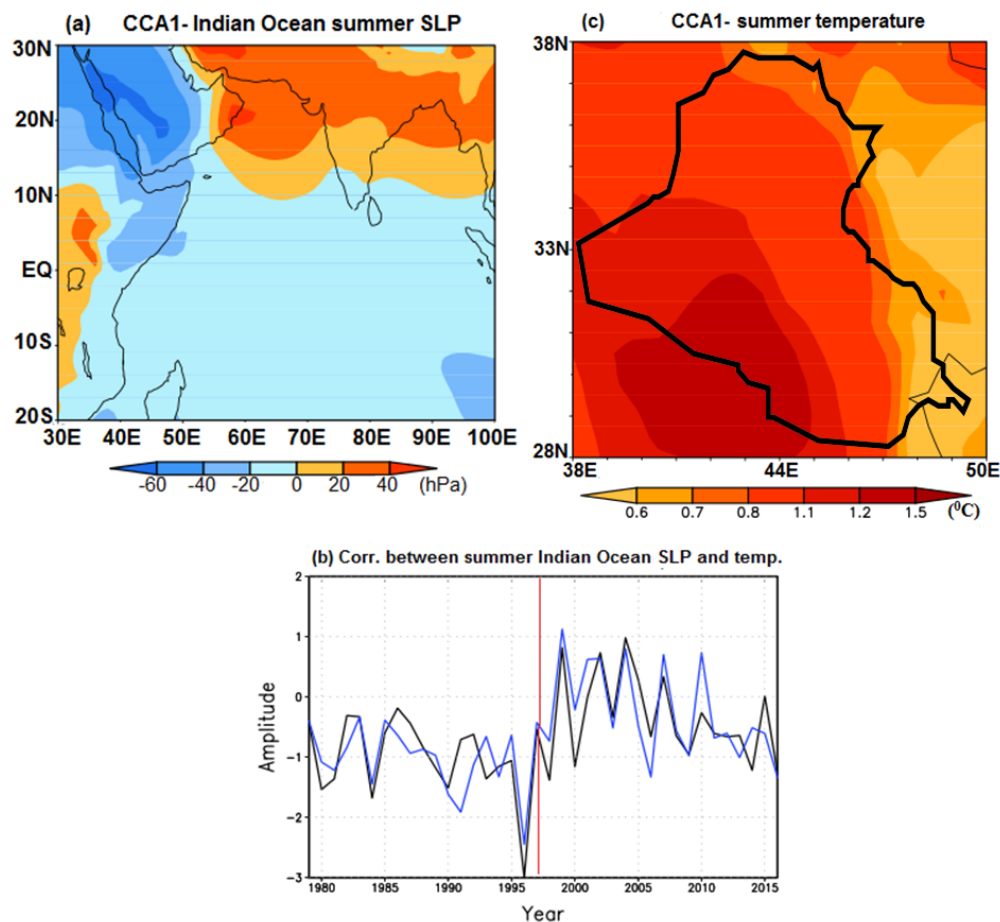 (a) CCA1- Indian Ocean summer SLP
30N
20N
10N
EQ
10S
20S
30E 40E 50E 60E 70E 80E 90E 100E
-60 -40 -20 0 20 40 (hPa)
(c) CCA1- summer temperature
38N
33N
28N
38E 44E 50E
0.6 0.7 0.8 1.1 1.2 1.5 (⁰C)
(b) Corr. between summer Indian Ocean SLP and temp.
Amplitude
2
1
0
-1
-2
-3
1980 1985 1990 1995 2000 2005 2010 2015
Year